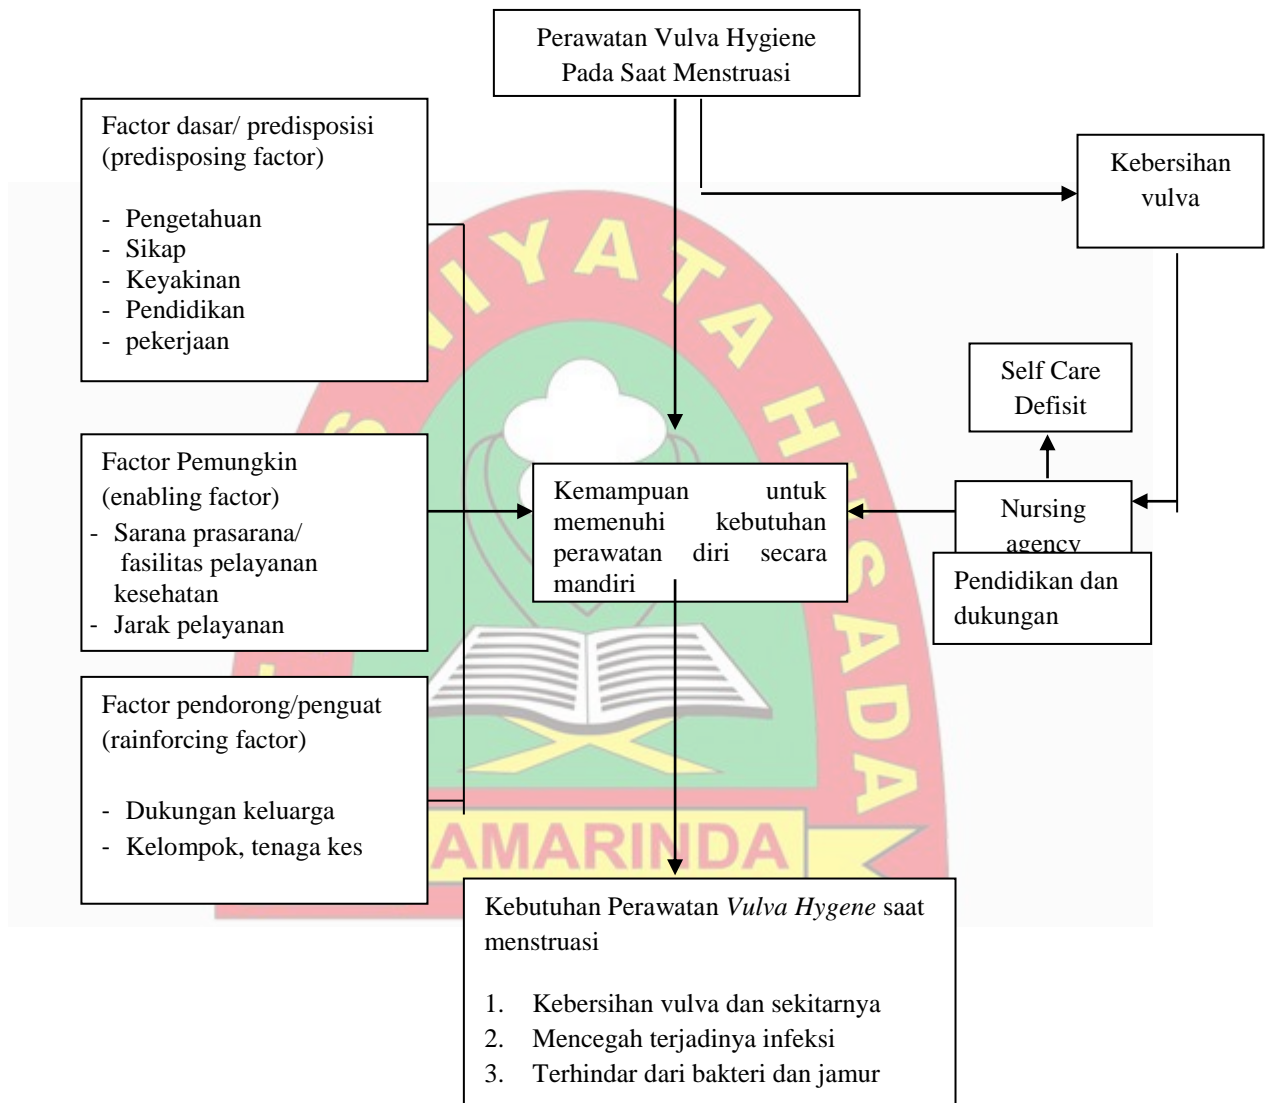 Perawatan Vulva Hygiene
Pada Saat Menstruasi
Factor dasar/ predisposisi
(predisposing factor)
- Pengetahuan
- Sikap
- Keyakinan
- Pendidikan
- pekerjaan
Kebersihan
vulva
Self Care
Defisit
Factor Pemungkin
(enabling factor)
- Sarana prasarana/
fasilitas pelayanan
kesehatan
- Jarak pelayanan
Kemampuan untuk
memenuhi kebutuhan
perawatan diri secara
mandiri
Nursing
agency
Pendidikan dan
dukungan
Factor pendorong/penguat
(rainforcing factor)
- Dukungan keluarga
- Kelompok, tenaga kes
Kebutuhan Perawatan Vulva Hygene saat
menstruasi
1. Kebersihan vulva dan sekitarnya
2. Mencegah terjadinya infeksi
3. Terhindar dari bakteri dan jamur
AMARINDA